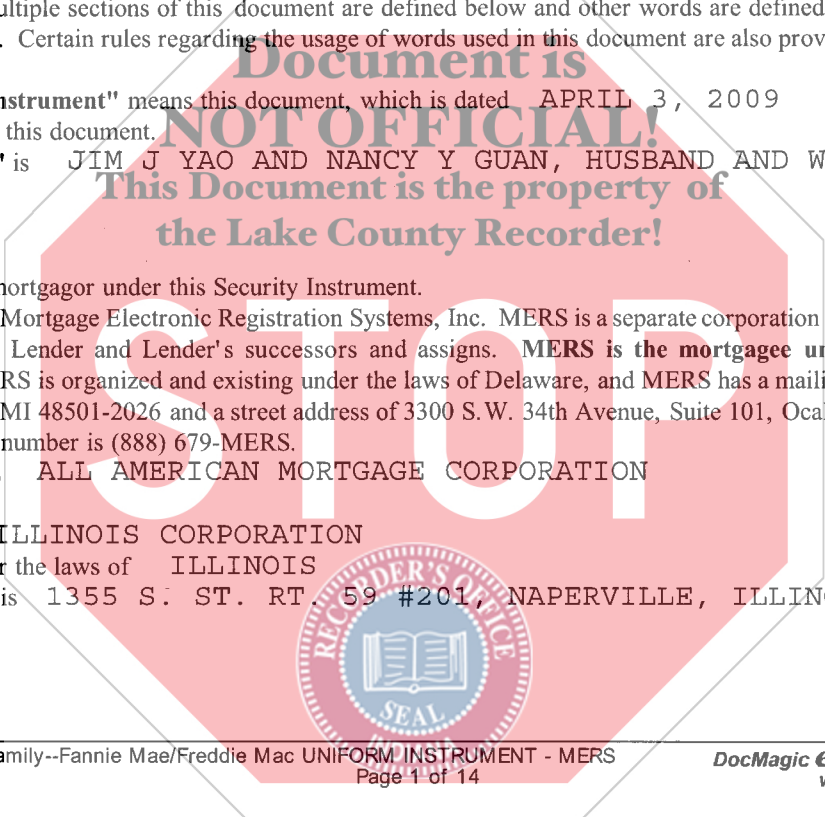 ultiple sections of this document are defined below and other words are defined
. Certain rules regarding the usage of words used in this document are also prov
Document is
nstrument" means this document, which is dated APRIL 3, 2009
this document.
NOT OFFICIAL!
" is JIM J YAO AND NANCY Y GUAN, HUSBAND AND W
This Document is the property of
the Lake County Recorder!
ortgagor under this Security Instrument.
Mortgage Electronic Registration Systems, Inc. MERS is a separate corporation
Lender and Lender's successors and assigns. MERS is the mortgagee un
RS is organized and existing under the laws of Delaware, and MERS has a maili
MI 48501-2026 and a street address of 3300 S.W. 34th Avenue, Suite 101, Ocal
number is (888) 679-MERS.
STOP
ALL AMERICAN MORTGAGE CORPORATION
ILLINOIS CORPORATION
r the laws of ILLINOIS
is 1355 S. ST. RT. 59 #201, NAPERVILLE, ILLIN
RECORDER'S OFFICE
SEAL
INDIANA
amily--Fannie Mae/Freddie Mac UNIFORM INSTRUMENT - MERS
Page 1 of 14
DocMagic